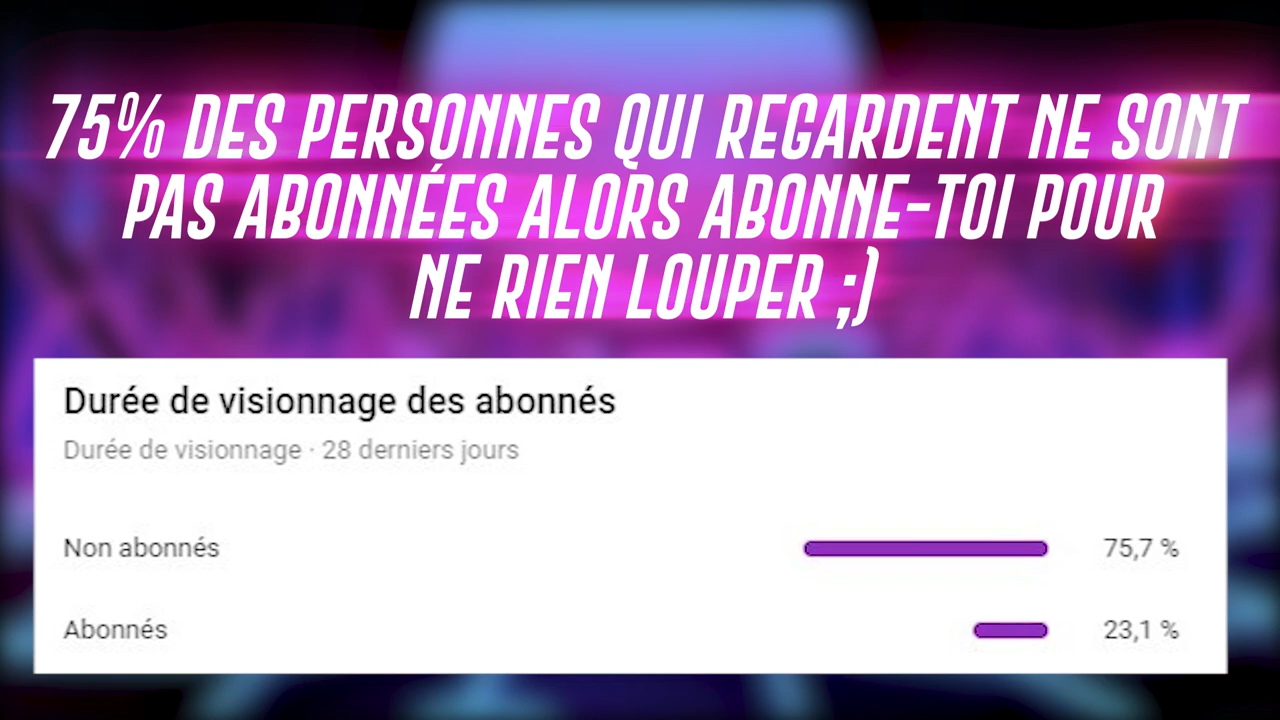 75% DES PERSONNES QUI REGARDENT NE SONT
PAS ABONNÉES ALORS ABONNE-TOI POUR
NE RIEN LOUPER ;)
Durée de visionnage des abonnés
Durée de visionnage · 28 derniers jours
Non abonnés 75,7 %
Abonnés 23,1 %